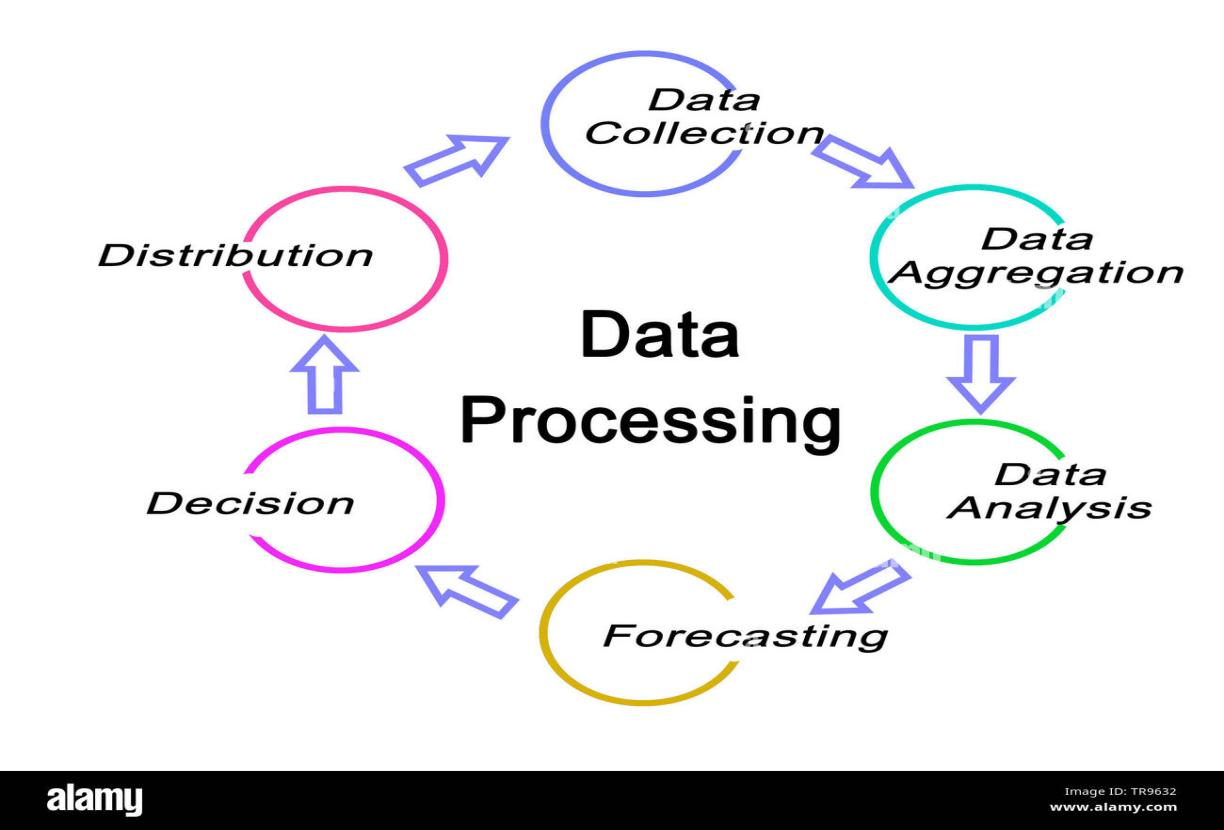 Data
Collection
Distribution
Data
Aggregation
Data
Processing
Data
Analysis
Decision
Forecasting
alamy
Image ID: TR9632
www.alamy.com